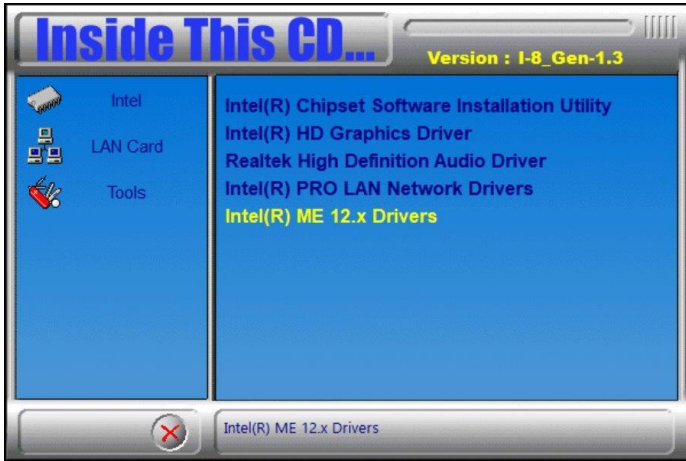 Inside This CD...
Version : I-8_Gen-1.3
Intel
LAN Card
Tools
Intel(R) Chipset Software Installation Utility
Intel(R) HD Graphics Driver
Realtek High Definition Audio Driver
Intel(R) PRO LAN Network Drivers
Intel(R) ME 12.x Drivers
Intel(R) ME 12.x Drivers